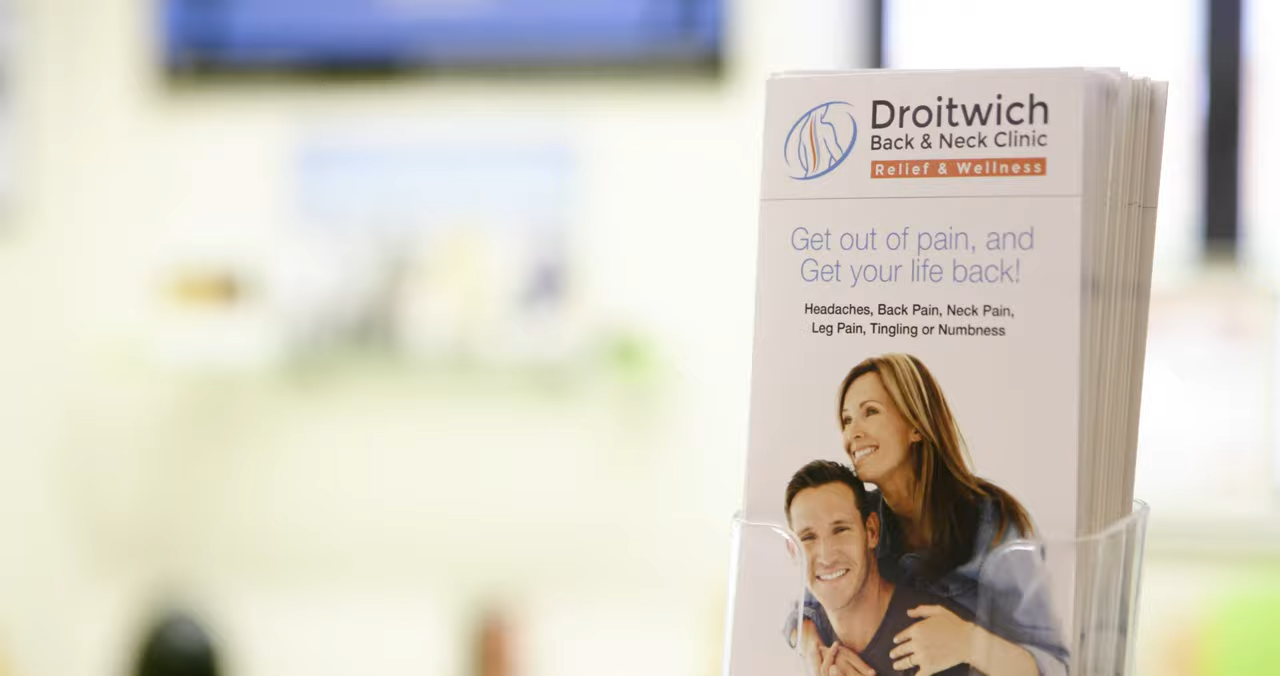 Droitwich
Back & Neck Clinic
Relief & Wellness
Get out of pain, and
Get your life back!
Headaches, Back Pain, Neck Pain,
Leg Pain, Tingling or Numbness